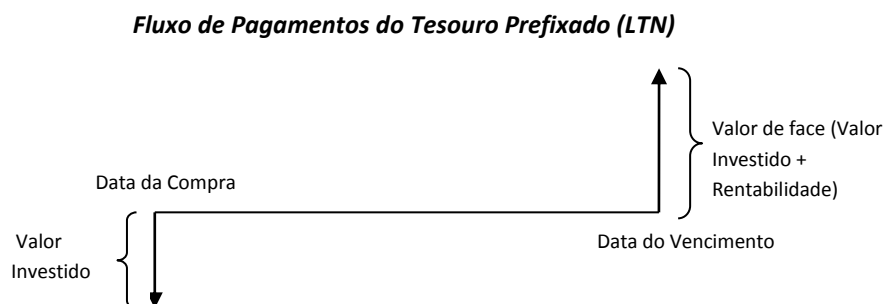 Fluxo de Pagamentos do Tesouro Prefixado (LTN)
Valor de face (Valor
Investido +
Rentabilidade)
Data da Compra
Valor
Investido
Data do Vencimento